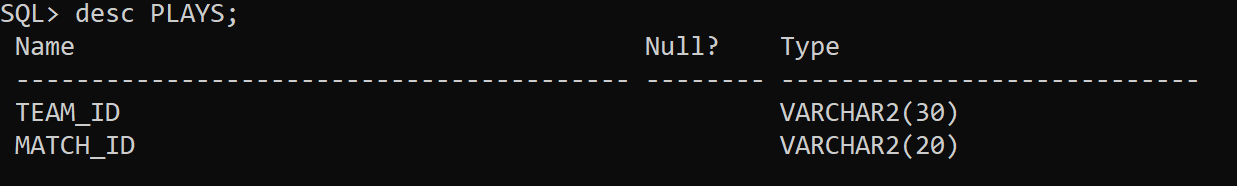 SQL> desc PLAYS;
Name Null? Type
----------------------------------------- -------- ----------------------------
TEAM_ID VARCHAR2(30)
MATCH_ID VARCHAR2(20)